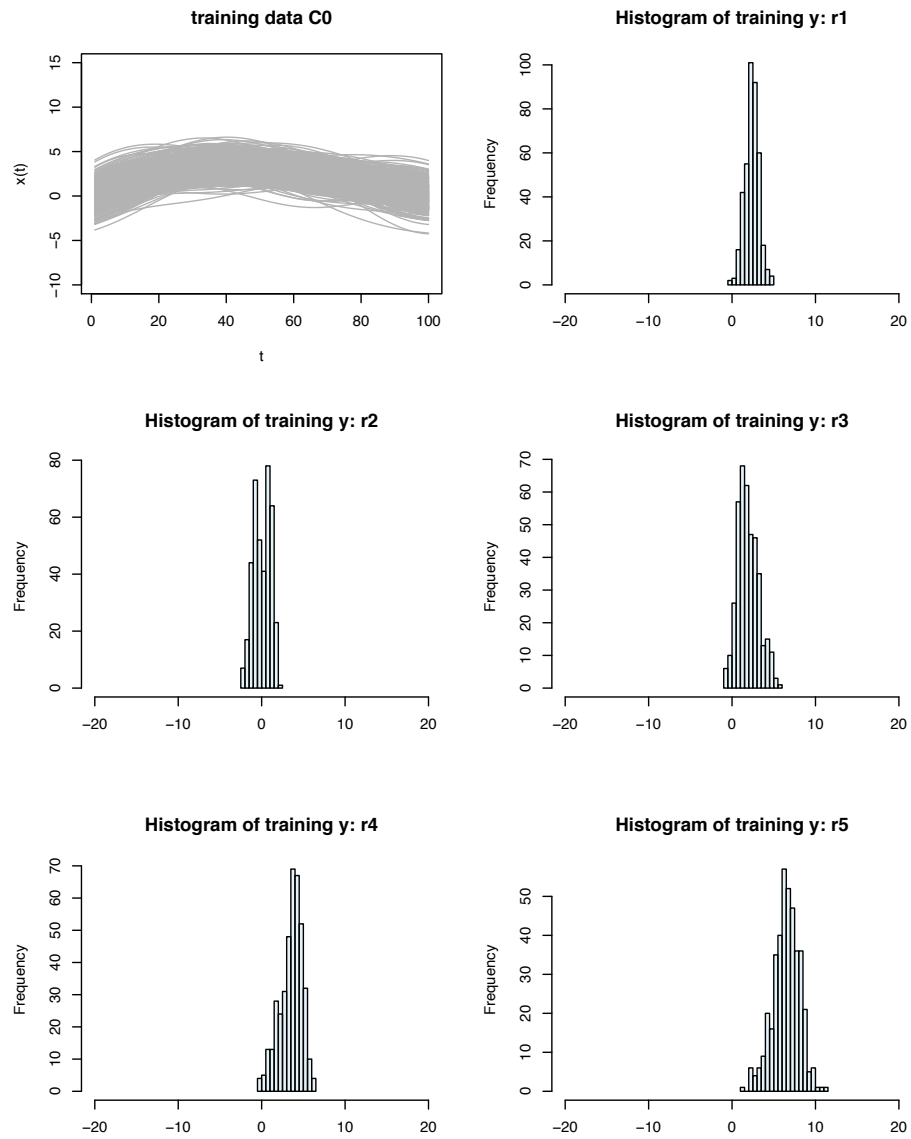 training data C0
x(t)
15
10
5
0
−5
−10
0 20 40 60 80 100
t
Histogram of training y: r1
Frequency
100
80
60
40
20
0
−20 −10 0 10 20
Histogram of training y: r2
Frequency
80
60
40
20
0
−20 −10 0 10 20
Histogram of training y: r3
Frequency
70
60
50
40
30
20
10
0
−20 −10 0 10 20
Histogram of training y: r4
Frequency
70
60
50
40
30
20
10
0
−20 −10 0 10 20
Histogram of training y: r5
Frequency
50
40
30
20
10
0
−20 −10 0 10 20